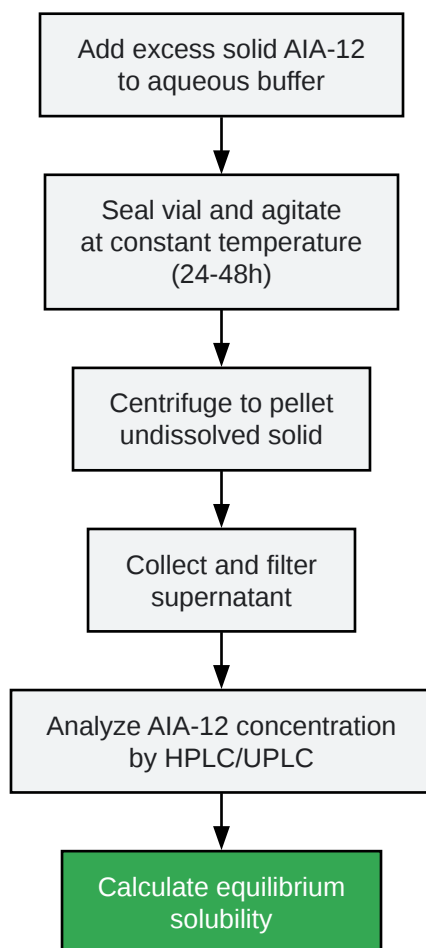 Add excess solid AIA-12
to aqueous buffer
Seal vial and agitate
at constant temperature
(24-48h)
Centrifuge to pellet
undissolved solid
Collect and filter
supernatant
Analyze AIA-12 concentration
by HPLC/UPLC
Calculate equilibrium
solubility